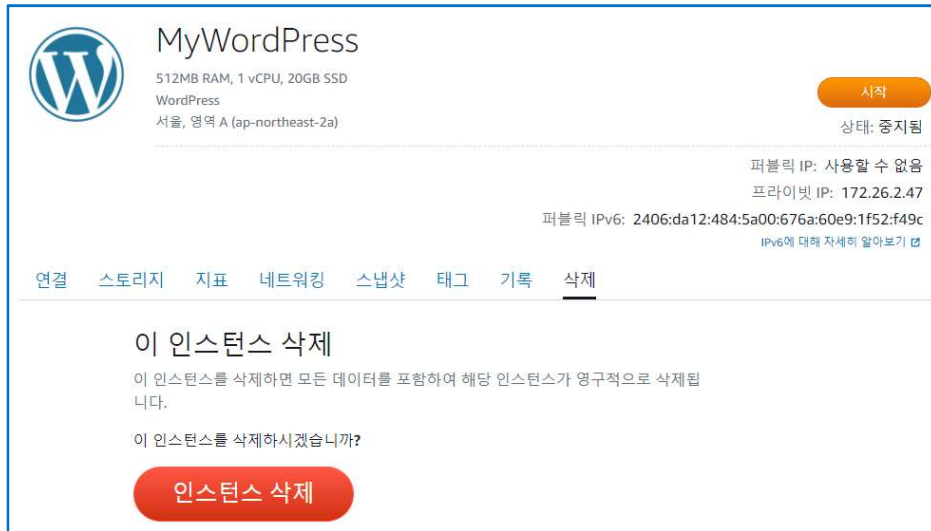 MyWordPress
512MB RAM, 1 vCPU, 20GB SSD
WordPress
서울, 영역 A (ap-northeast-2a)
시작
상태: 중지됨
퍼블릭 IP: 사용할 수 없음
프라이빗 IP: 172.26.2.47
퍼블릭 IPv6: 2406:da12:484:5a00:676a:60e9:1f52:f49c
IPv6에 대해 자세히 알아보기
연결 스토리지 지표 네트워킹 스냅샷 태그 기록 삭제
이 인스턴스 삭제
이 인스턴스를 삭제하면 모든 데이터를 포함하여 해당 인스턴스가 영구적으로 삭제됩
니다.
이 인스턴스를 삭제하시겠습니까?
인스턴스 삭제